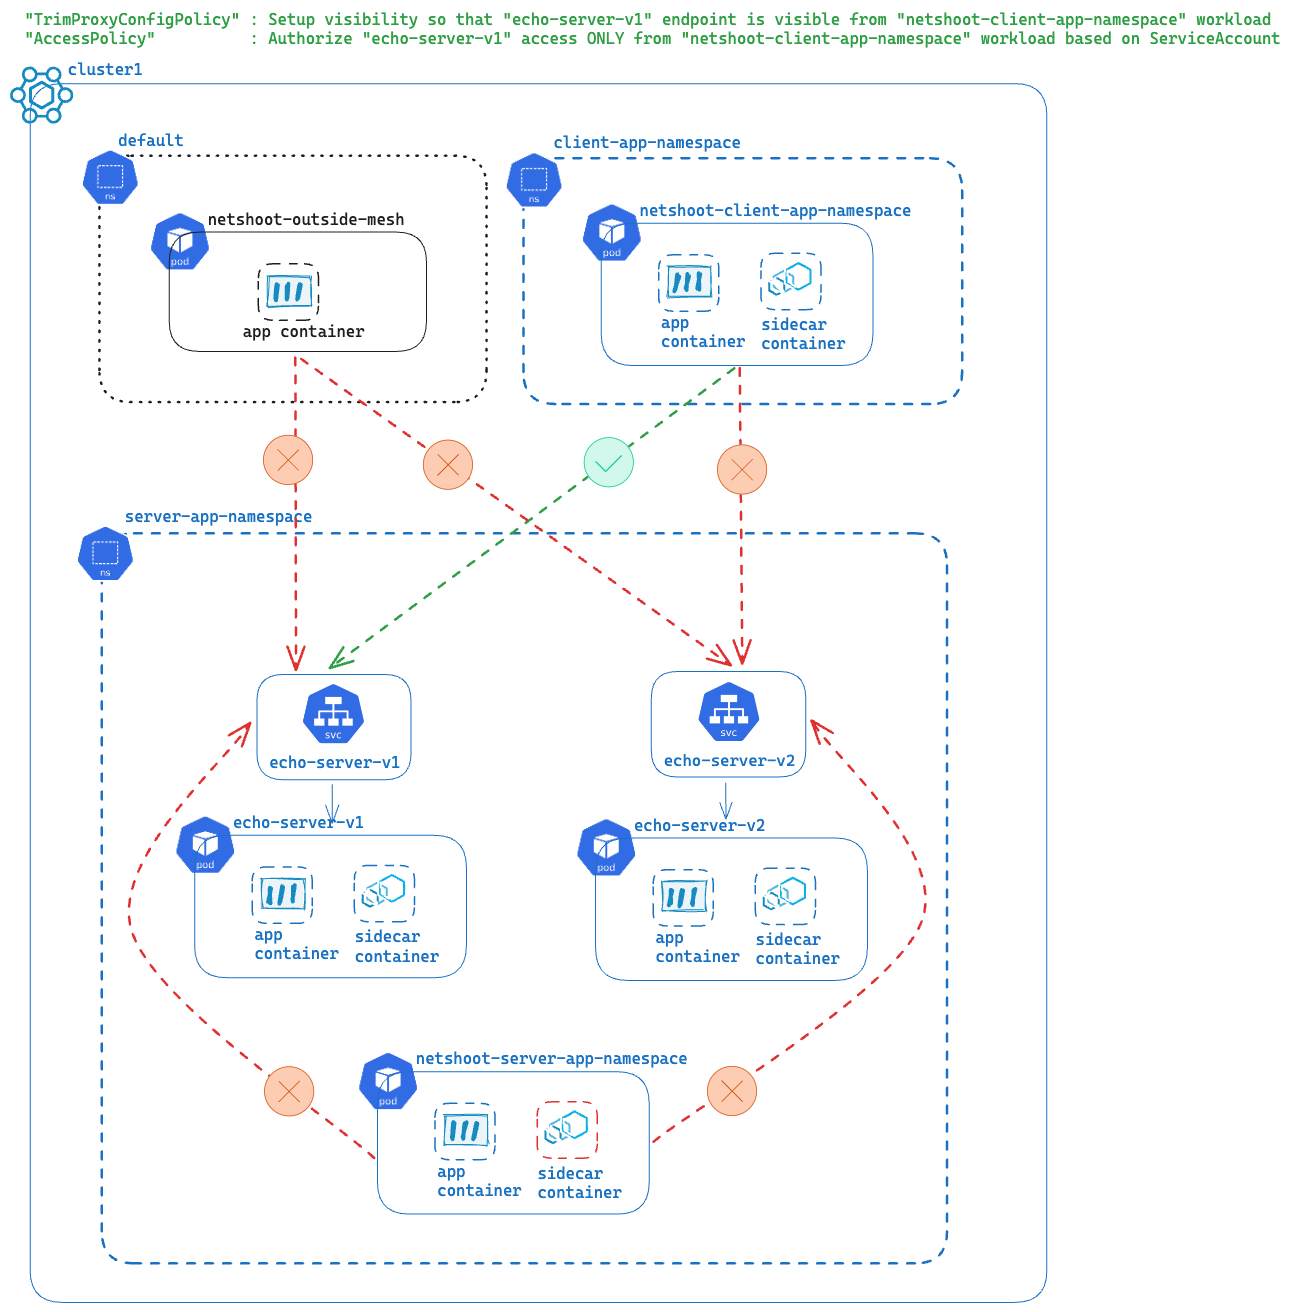 "TrimProxyConfigPolicy" : Setup visibility so that "echo-server-v1" endpoint is visible from "netshoot-client-app-namespace" workload
"AccessPolicy" : Authorize "echo-server-v1" access ONLY from "netshoot-client-app-namespace" workload based on ServiceAccount
cluster1
default
ns
netshoot-outside-mesh
pod
app container
client-app-namespace
ns
netshoot-client-app-namespace
pod
app
container
sidecar
container
server-app-namespace
ns
svc
echo-server-v1
svc
echo-server-v2
echo-server-v1
pod
app
container
sidecar
container
echo-server-v2
pod
app
container
sidecar
container
netshoot-server-app-namespace
pod
app
container
sidecar
container